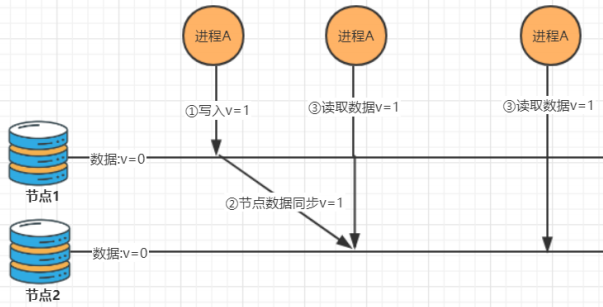 进程A
进程A
进程A
①写入v=1
③读取数据v=1
③读取数据v=1
数据:v=0
节点1
②节点数据同步v=1
数据:v=0
节点2